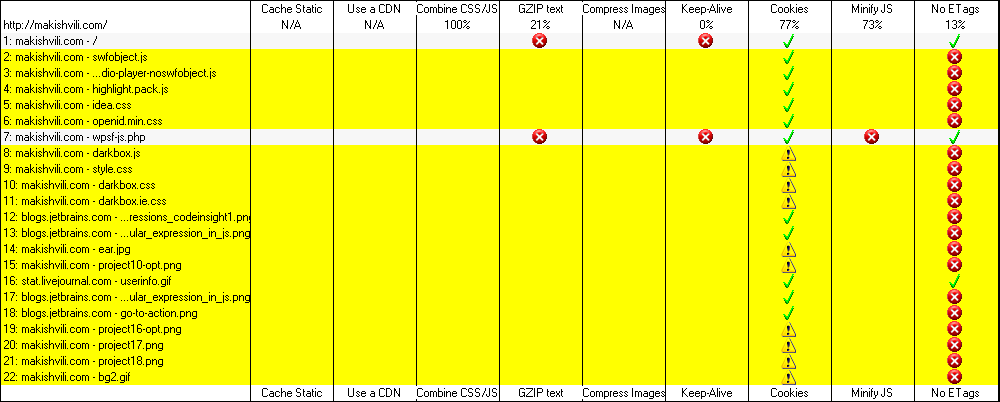 Cache Static Use a CDN Combine CSS/JS GZIP text Compress Images Keep-Alive Cookies Minify JS No ETags
http://makishvili.com/ N/A N/A 100% 21% N/A 0% 77% 73% 13%
1: makishvili.com - /
2: makishvili.com - swfobject.js
3: makishvili.com - ...dio-player-noswfobject.js
4: makishvili.com - highlight.pack.js
5: makishvili.com - idea.css
6: makishvili.com - openid.min.css
7: makishvili.com - wpsf-js.php
8: makishvili.com - darkbox.js
9: makishvili.com - style.css
10: makishvili.com - darkbox.css
11: makishvili.com - darkbox.ie.css
12: blogs.jetbrains.com - ...ressions_codeinsight1.png
13: blogs.jetbrains.com - ...ular_expression_in_js.png
14: makishvili.com - ear.jpg
15: makishvili.com - project10-opt.png
16: stat.livejournal.com - userinfo.gif
17: blogs.jetbrains.com - ...ular_expression_in_js.png
18: blogs.jetbrains.com - go-to-action.png
19: makishvili.com - project16-opt.png
20: makishvili.com - project17.png
21: makishvili.com - project18.png
22: makishvili.com - bg2.gif
Cache Static Use a CDN Combine CSS/JS GZIP text Compress Images Keep-Alive Cookies Minify JS No ETags